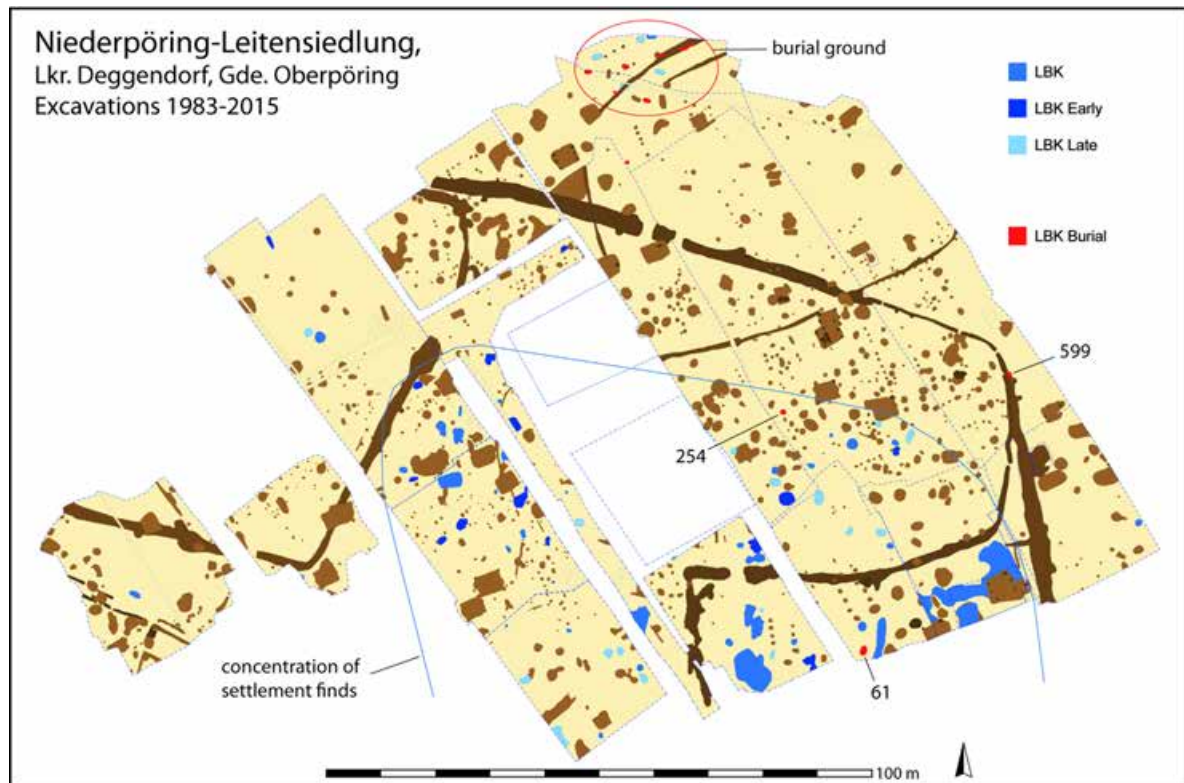 Niederpöring-Leitensiedlung,
Lkr. Deggendorf, Gde. Oberpöring
Excavations 1983-2015
burial ground
LBK
LBK Early
LBK Late
LBK Burial
599
254
concentration of
settlement finds
61
100 m